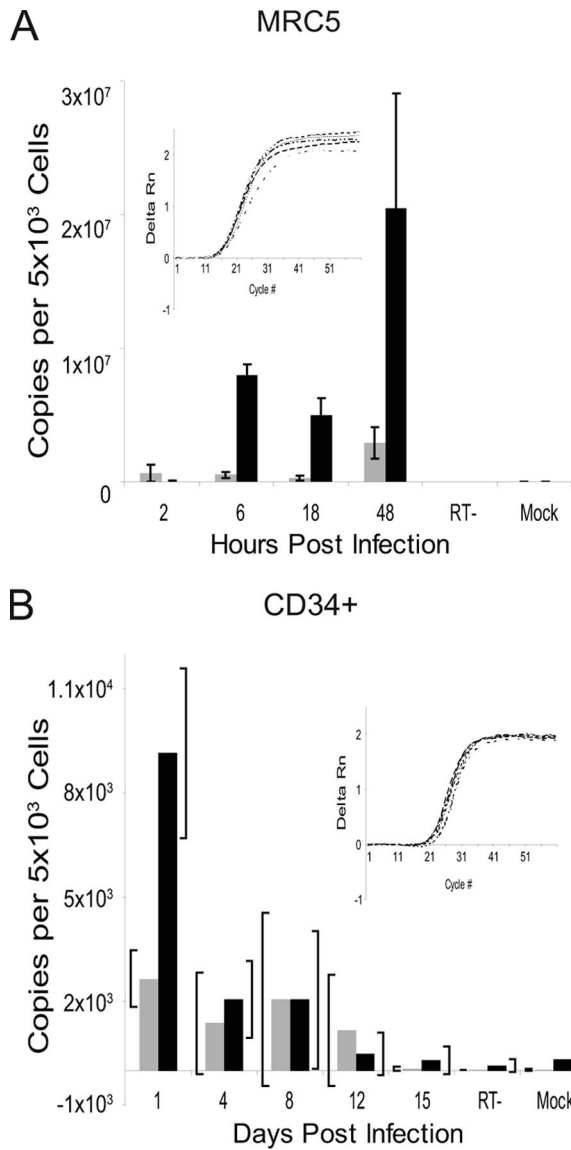 A
MRC5
Copies per 5x10³ Cells
3x10⁷
2x10⁷
1x10⁷
0
Delta Rn
2
1
0
-1
1 11 21 31 41 51
Cycle #
2 6 18 48 RT- Mock
Hours Post Infection
B
CD34+
Copies per 5x10³ Cells
1.1x10⁴
8x10³
5x10³
2x10³
-1x10³
Delta Rn
2
1
0
-1
1 11 21 31 41 51
Cycle #
1 4 8 12 15 RT- Mock
Days Post Infection